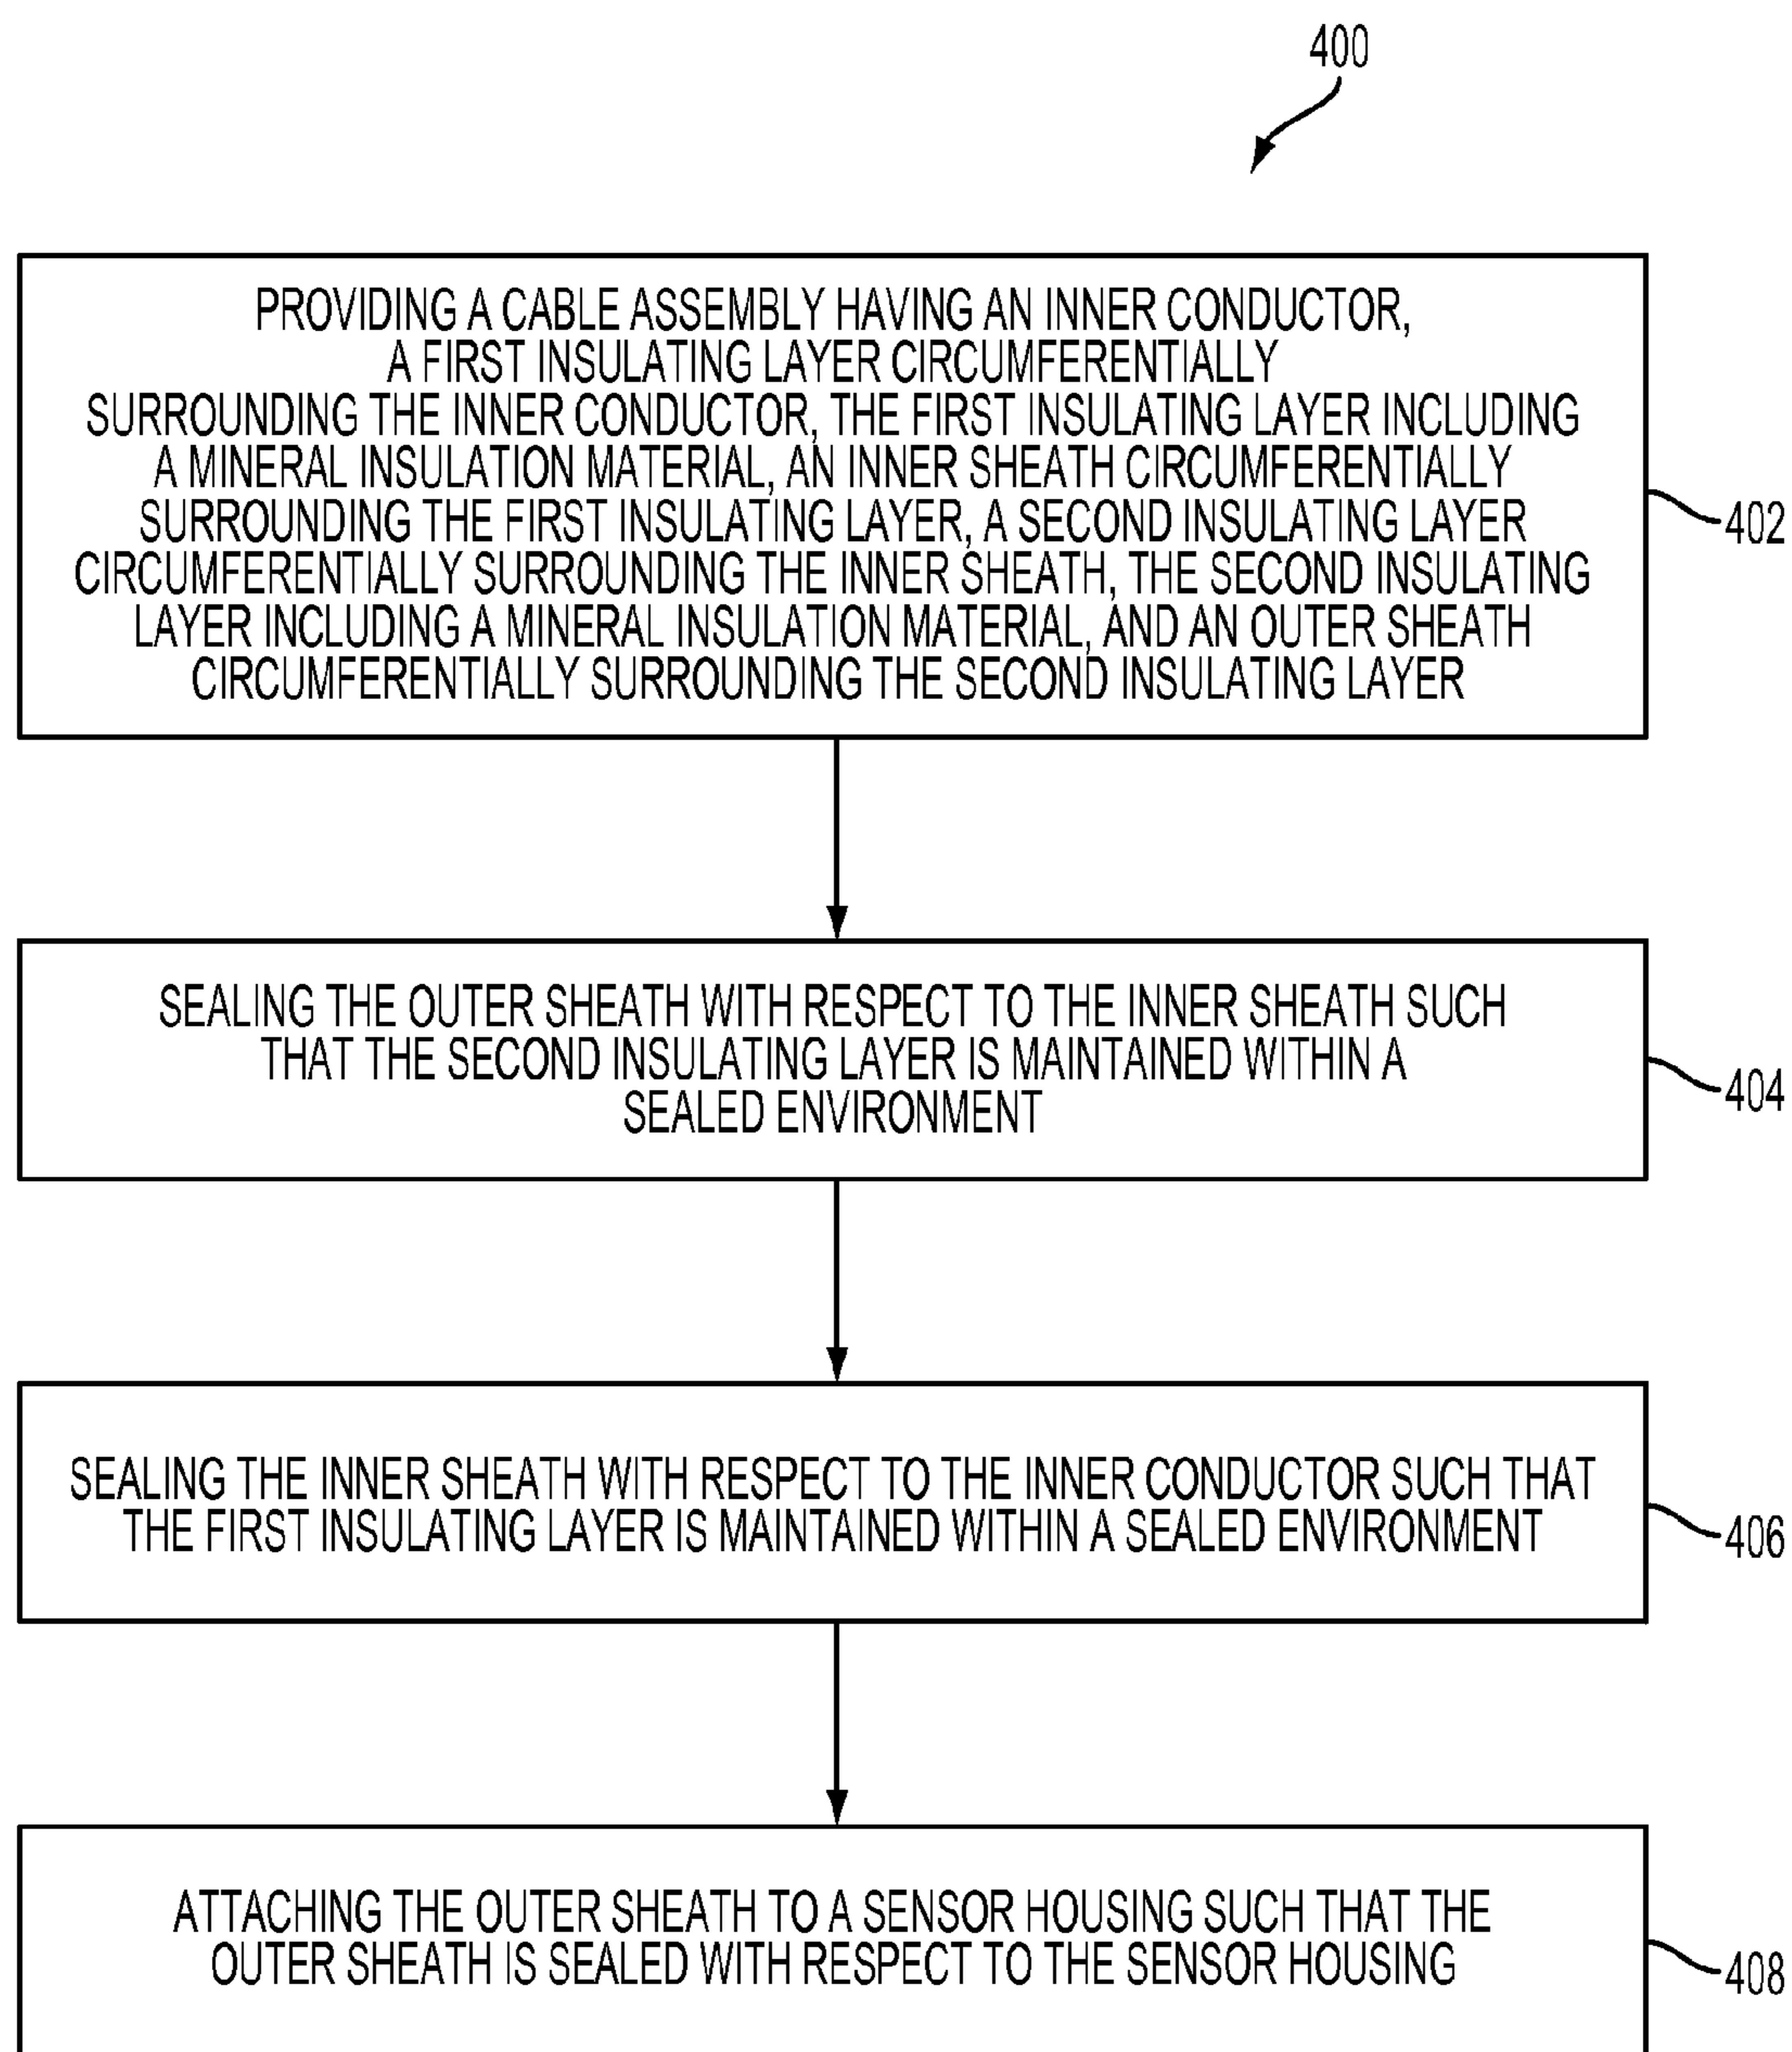 400
PROVIDING A CABLE ASSEMBLY HAVING AN INNER CONDUCTOR,
A FIRST INSULATING LAYER CIRCUMFERENTIALLY
SURROUNDING THE INNER CONDUCTOR, THE FIRST INSULATING LAYER INCLUDING
A MINERAL INSULATION MATERIAL, AN INNER SHEATH CIRCUMFERENTIALLY
SURROUNDING THE FIRST INSULATING LAYER, A SECOND INSULATING LAYER
CIRCUMFERENTIALLY SURROUNDING THE INNER SHEATH, THE SECOND INSULATING
LAYER INCLUDING A MINERAL INSULATION MATERIAL, AND AN OUTER SHEATH
CIRCUMFERENTIALLY SURROUNDING THE SECOND INSULATING LAYER
402
SEALING THE OUTER SHEATH WITH RESPECT TO THE INNER SHEATH SUCH
THAT THE SECOND INSULATING LAYER IS MAINTAINED WITHIN A
SEALED ENVIRONMENT
404
SEALING THE INNER SHEATH WITH RESPECT TO THE INNER CONDUCTOR SUCH THAT
THE FIRST INSULATING LAYER IS MAINTAINED WITHIN A SEALED ENVIRONMENT
406
ATTACHING THE OUTER SHEATH TO A SENSOR HOUSING SUCH THAT THE
OUTER SHEATH IS SEALED WITH RESPECT TO THE SENSOR HOUSING
408